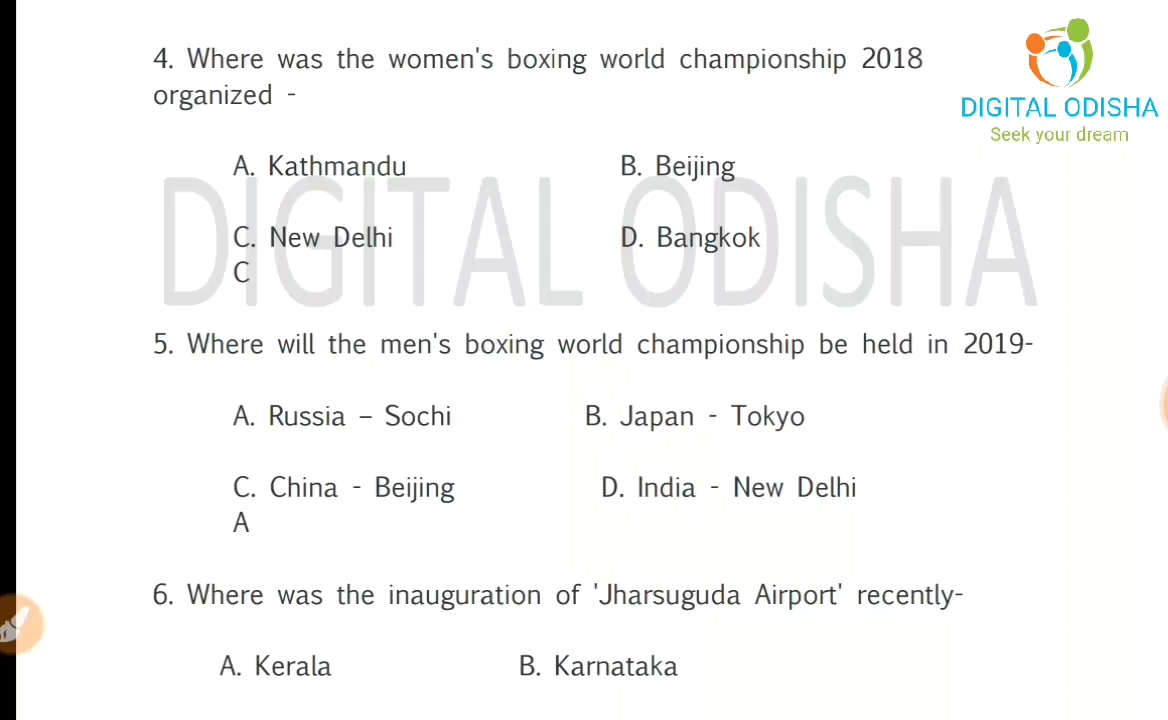 4. Where was the women's boxing world championship 2018
organized -
DIGITAL ODISHA
Seek your dream
A. Kathmandu B. Beijing
C. New Delhi D. Bangkok
C
DIGITAL ODISHA
5. Where will the men's boxing world championship be held in 2019-
A. Russia – Sochi B. Japan - Tokyo
C. China - Beijing D. India - New Delhi
A
6. Where was the inauguration of 'Jharsuguda Airport' recently-
A. Kerala B. Karnataka